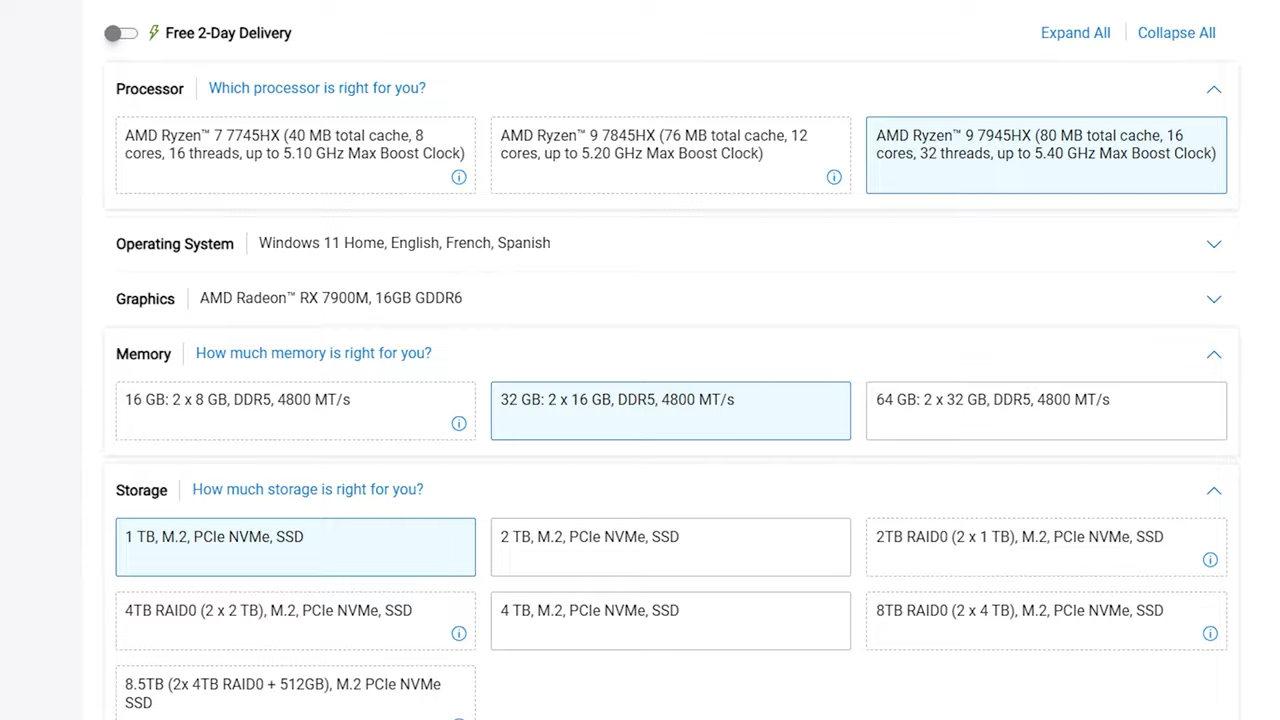 Free 2-Day Delivery
Expand All
Collapse All
Processor
Which processor is right for you?
AMD Ryzen™ 7 7745HX (40 MB total cache, 8
cores, 16 threads, up to 5.10 GHz Max Boost Clock)
AMD Ryzen™ 9 7845HX (76 MB total cache, 12
cores, up to 5.20 GHz Max Boost Clock)
AMD Ryzen™ 9 7945HX (80 MB total cache, 16
cores, 32 threads, up to 5.40 GHz Max Boost Clock)
Operating System
Windows 11 Home, English, French, Spanish
Graphics
AMD Radeon™ RX 7900M, 16GB GDDR6
Memory
How much memory is right for you?
16 GB: 2 x 8 GB, DDR5, 4800 MT/s
32 GB: 2 x 16 GB, DDR5, 4800 MT/s
64 GB: 2 x 32 GB, DDR5, 4800 MT/s
Storage
How much storage is right for you?
1 TB, M.2, PCIe NVMe, SSD
2 TB, M.2, PCIe NVMe, SSD
2TB RAID0 (2 x 1 TB), M.2, PCIe NVMe, SSD
4TB RAID0 (2 x 2 TB), M.2, PCIe NVMe, SSD
4 TB, M.2, PCIe NVMe, SSD
8TB RAID0 (2 x 4 TB), M.2, PCIe NVMe, SSD
8.5TB (2x 4TB RAID0 + 512GB), M.2 PCIe NVMe
SSD